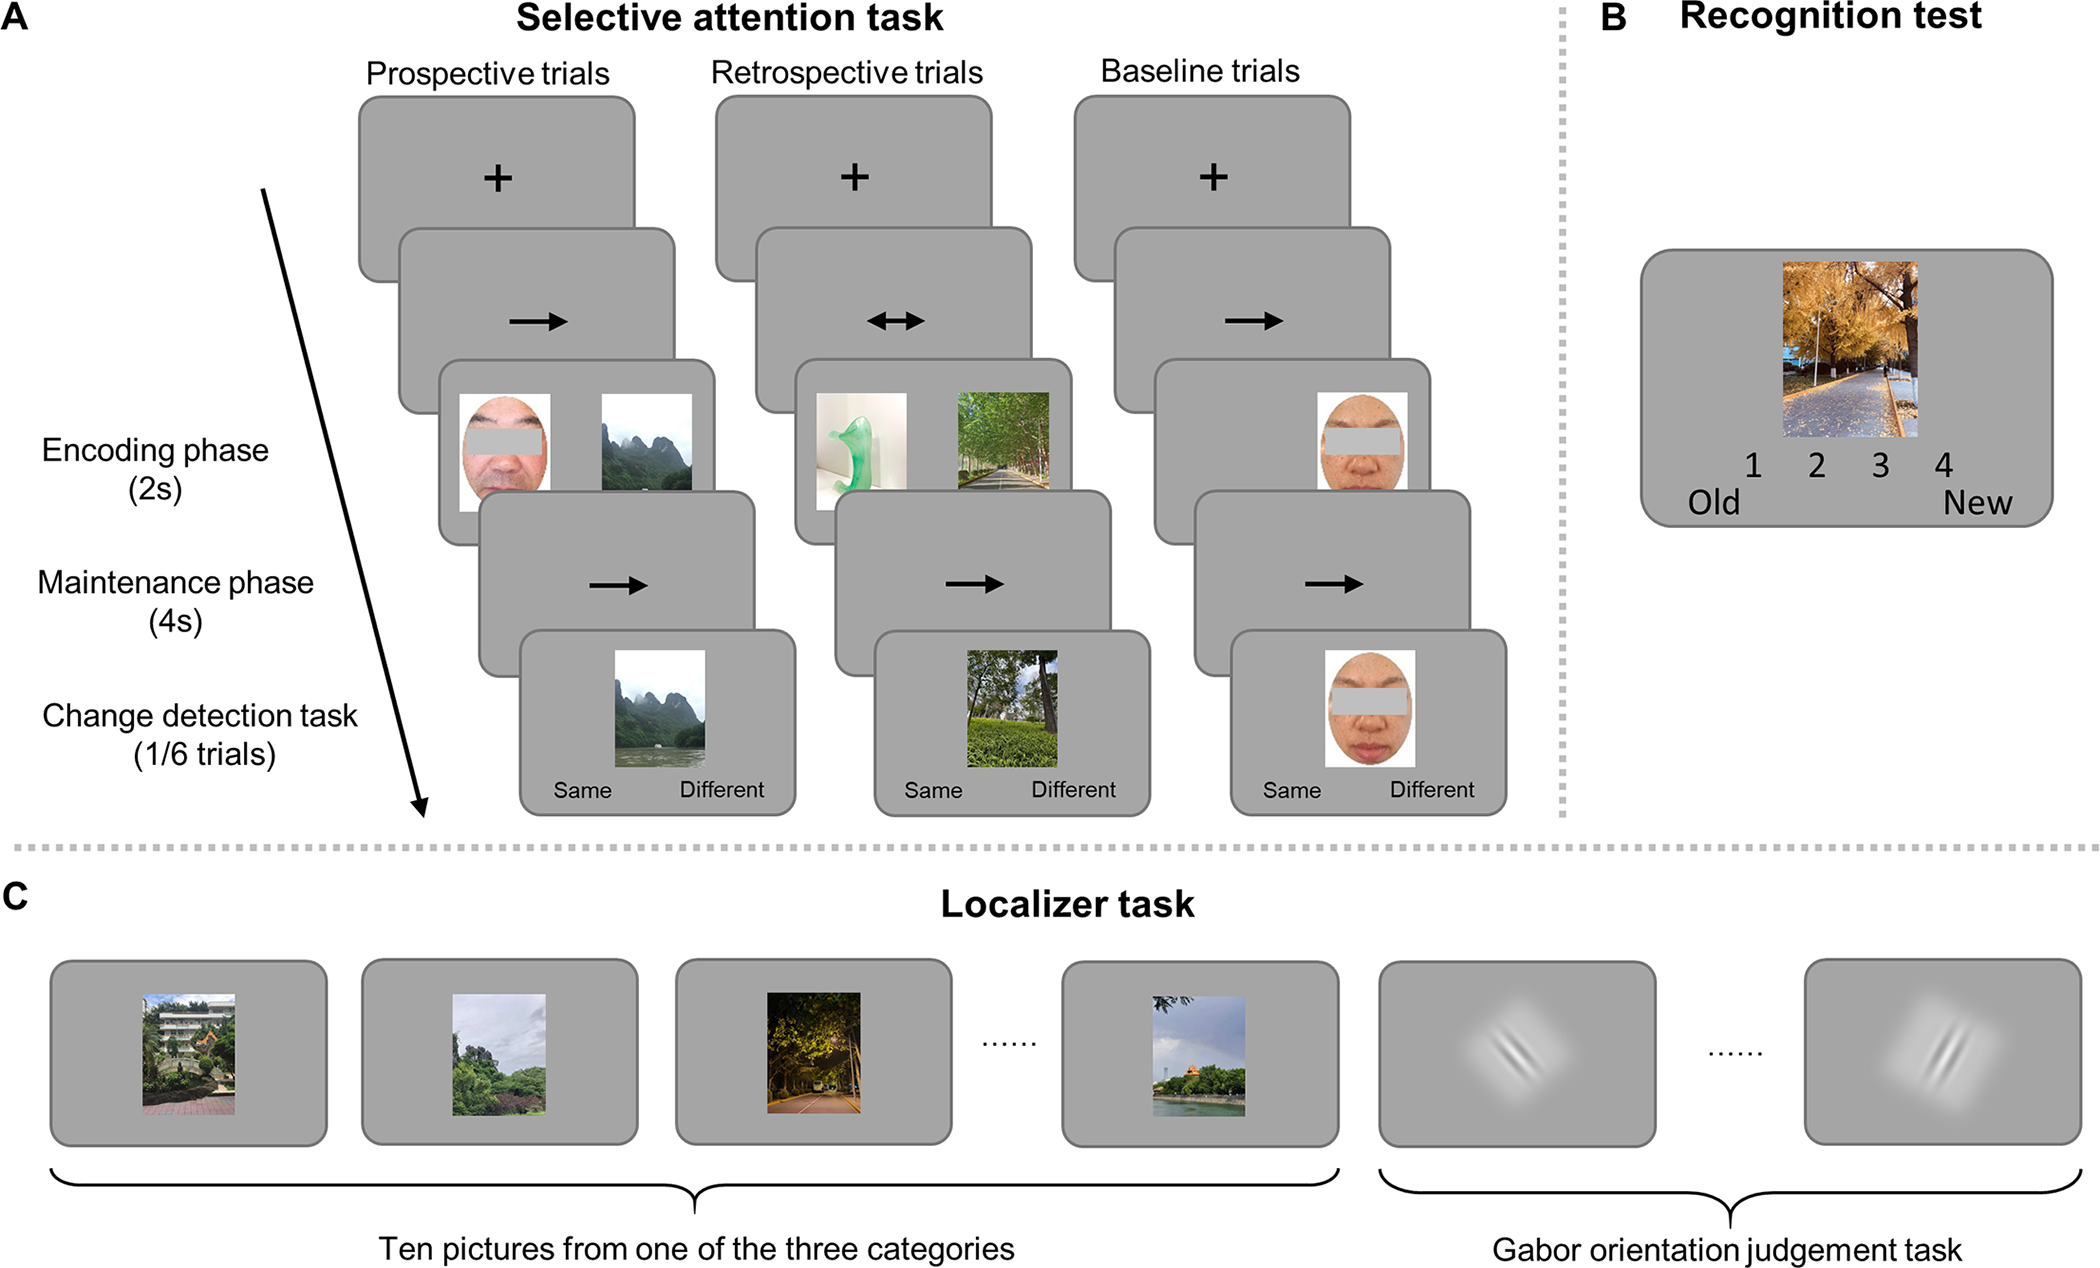 A
Selective attention task
Prospective trials
Retrospective trials
Baseline trials
Encoding phase
(2s)
Maintenance phase
(4s)
Change detection task
(1/6 trials)
Same Different
Same Different
Same Different
B
Recognition test
1 2 3 4
Old New
C
Localizer task
......
......
Ten pictures from one of the three categories
Gabor orientation judgement task